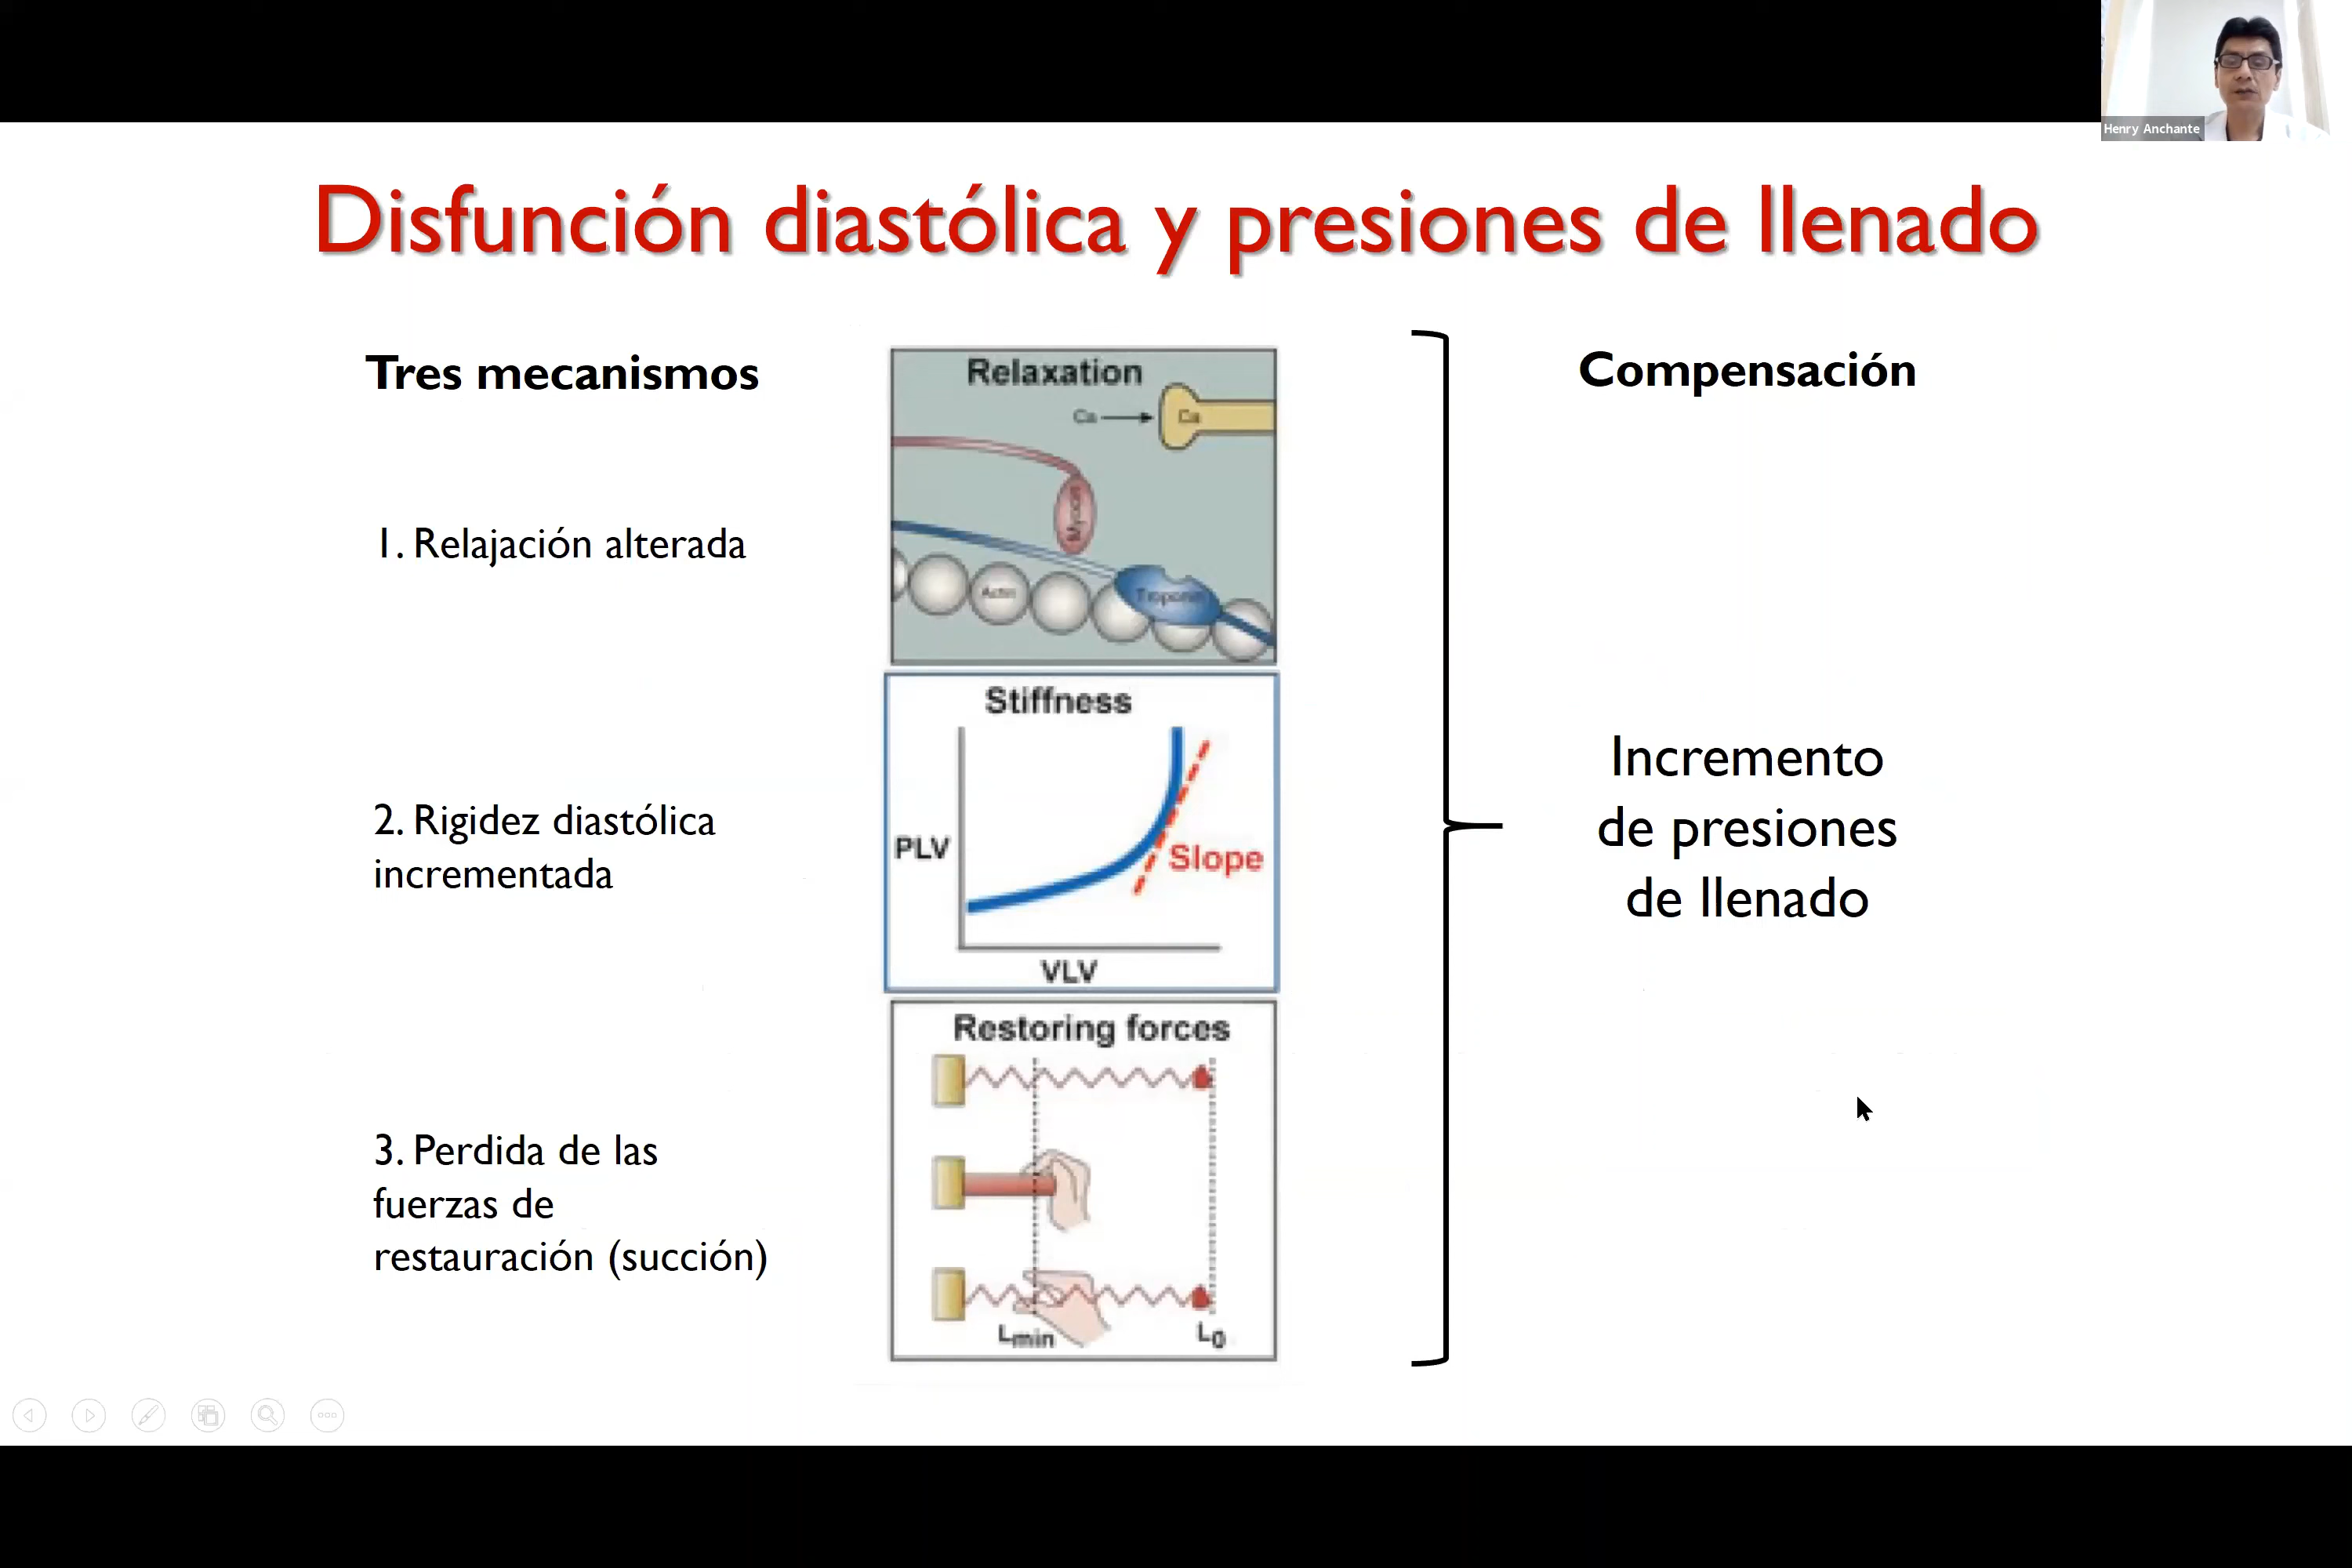 Henry Anchante
Disfunción diastólica y presiones de llenado
Tres mecanismos
1. Relajación alterada
2. Rigidez diastólica
incrementada
3. Perdida de las
fuerzas de
restauración (succión)
Relaxation
Ca
Ca
Myosin
Actin
Troponin
Stiffness
PLV
Slope
VLV
Restoring forces
Lmin
L0
Compensación
Incremento
de presiones
de llenado